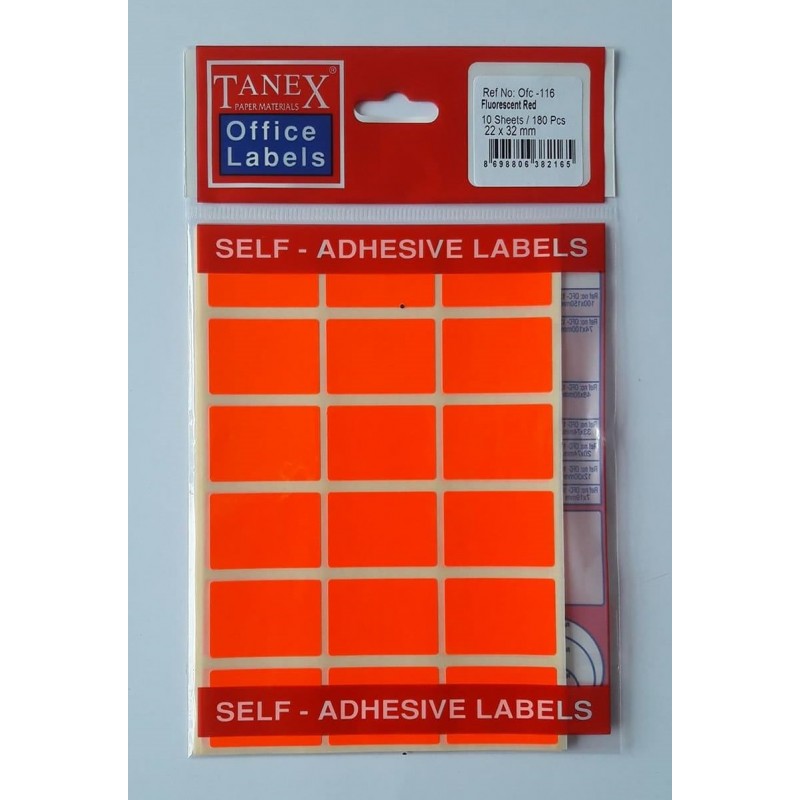 TANEX®
PAPER MATERIALS
Office
Labels
Ref No: Ofc -116
Fluorescent Red
10 Sheets / 180 Pcs
22 x 32 mm
8 698806 382165
SELF - ADHESIVE LABELS
SELF - ADHESIVE LABELS